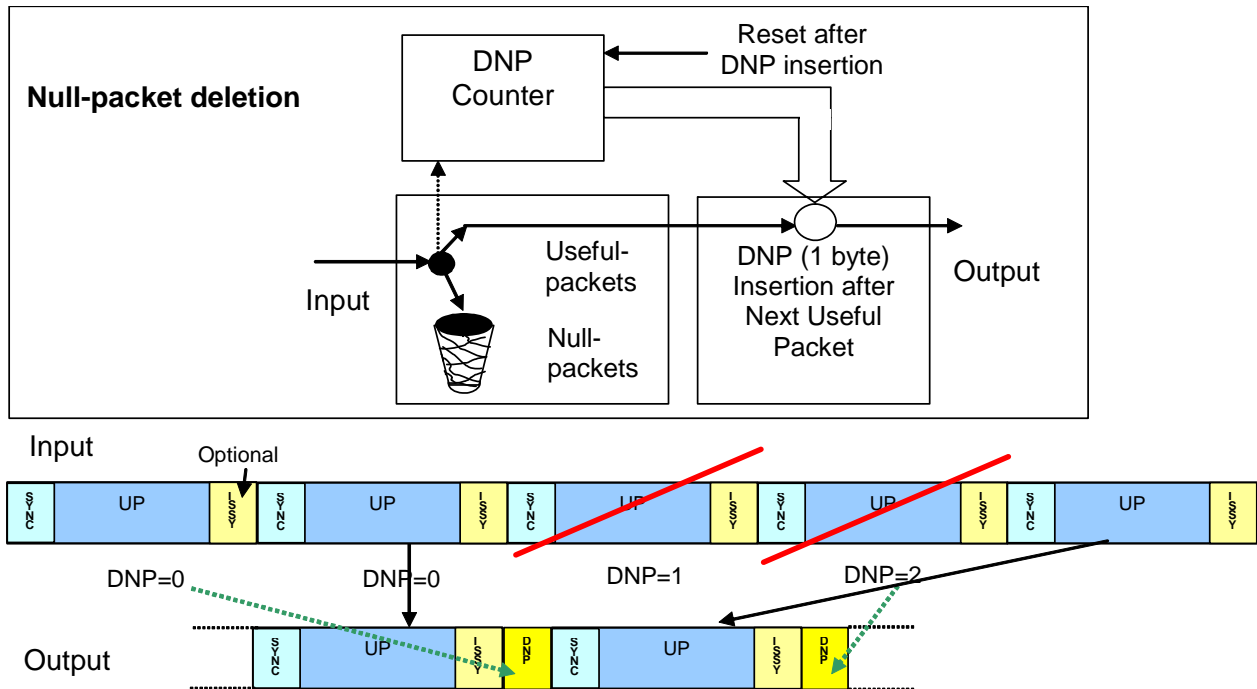 Null-packet deletion
DNP
Counter
Reset after
DNP insertion
Input
Useful-
packets
Null-
packets
DNP (1 byte)
Insertion after
Next Useful
Packet
Output
Input
Optional
SYNC UP ISSY SYNC UP ISSY SYNC UP ISSY SYNC UP ISSY SYNC UP ISSY
DNP=0 DNP=0 DNP=1 DNP=2
Output
SYNC UP ISSY DNP SYNC UP ISSY DNP